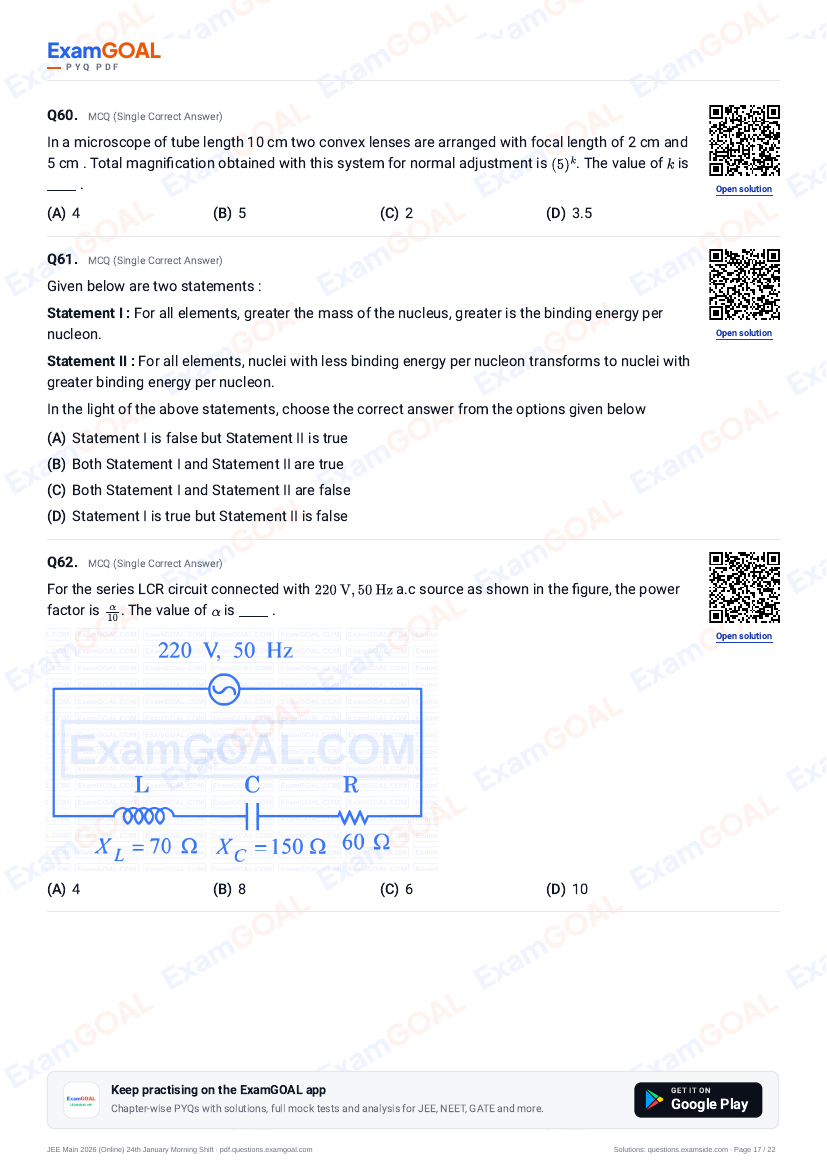 ExamGOAL
PYQ PDF
Q60. MCQ (Single Correct Answer)
In a microscope of tube length 10 cm two convex lenses are arranged with focal length of 2 cm and
5 cm . Total magnification obtained with this system for normal adjustment is (5)^k. The value of k is
____ .
(A) 4 (B) 5 (C) 2 (D) 3.5
Open solution
Q61. MCQ (Single Correct Answer)
Given below are two statements :
Statement I : For all elements, greater the mass of the nucleus, greater is the binding energy per
nucleon.
Statement II : For all elements, nuclei with less binding energy per nucleon transforms to nuclei with
greater binding energy per nucleon.
In the light of the above statements, choose the correct answer from the options given below
(A) Statement I is false but Statement II is true
(B) Both Statement I and Statement II are true
(C) Both Statement I and Statement II are false
(D) Statement I is true but Statement II is false
Open solution
Q62. MCQ (Single Correct Answer)
For the series LCR circuit connected with 220 V, 50 Hz a.c source as shown in the figure, the power
factor is α/10. The value of α is ____ .
Open solution
220 V, 50 Hz
ExamGOAL.COM
L C R
X_L = 70 Ω X_C = 150 Ω 60 Ω
(A) 4 (B) 8 (C) 6 (D) 10
Keep practising on the ExamGOAL app
Chapter-wise PYQs with solutions, full mock tests and analysis for JEE, NEET, GATE and more.
GET IT ON
Google Play
JEE Main 2026 (Online) 24th January Morning Shift · pdf.questions.examgoal.com
Solutions: questions.examside.com · Page 17 / 22